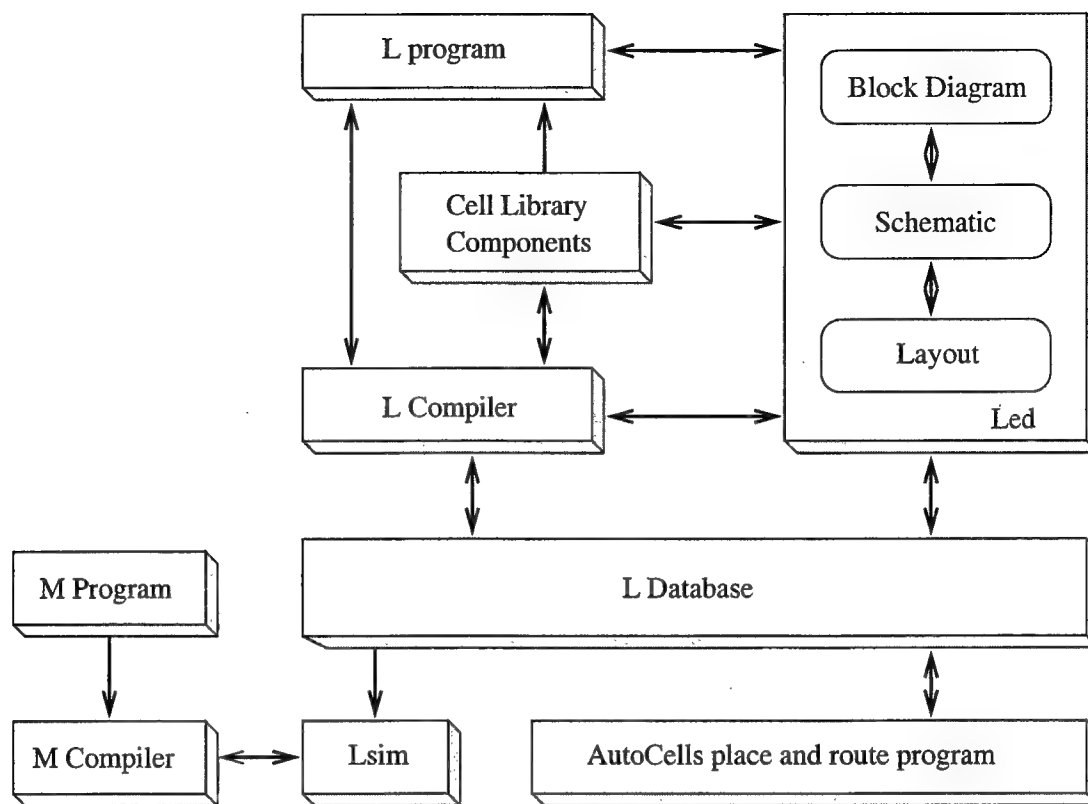 L program
Block Diagram
Cell Library
Components
Schematic
Layout
L Compiler
Led
L Database
M Program
M Compiler
Lsim
AutoCells place and route program